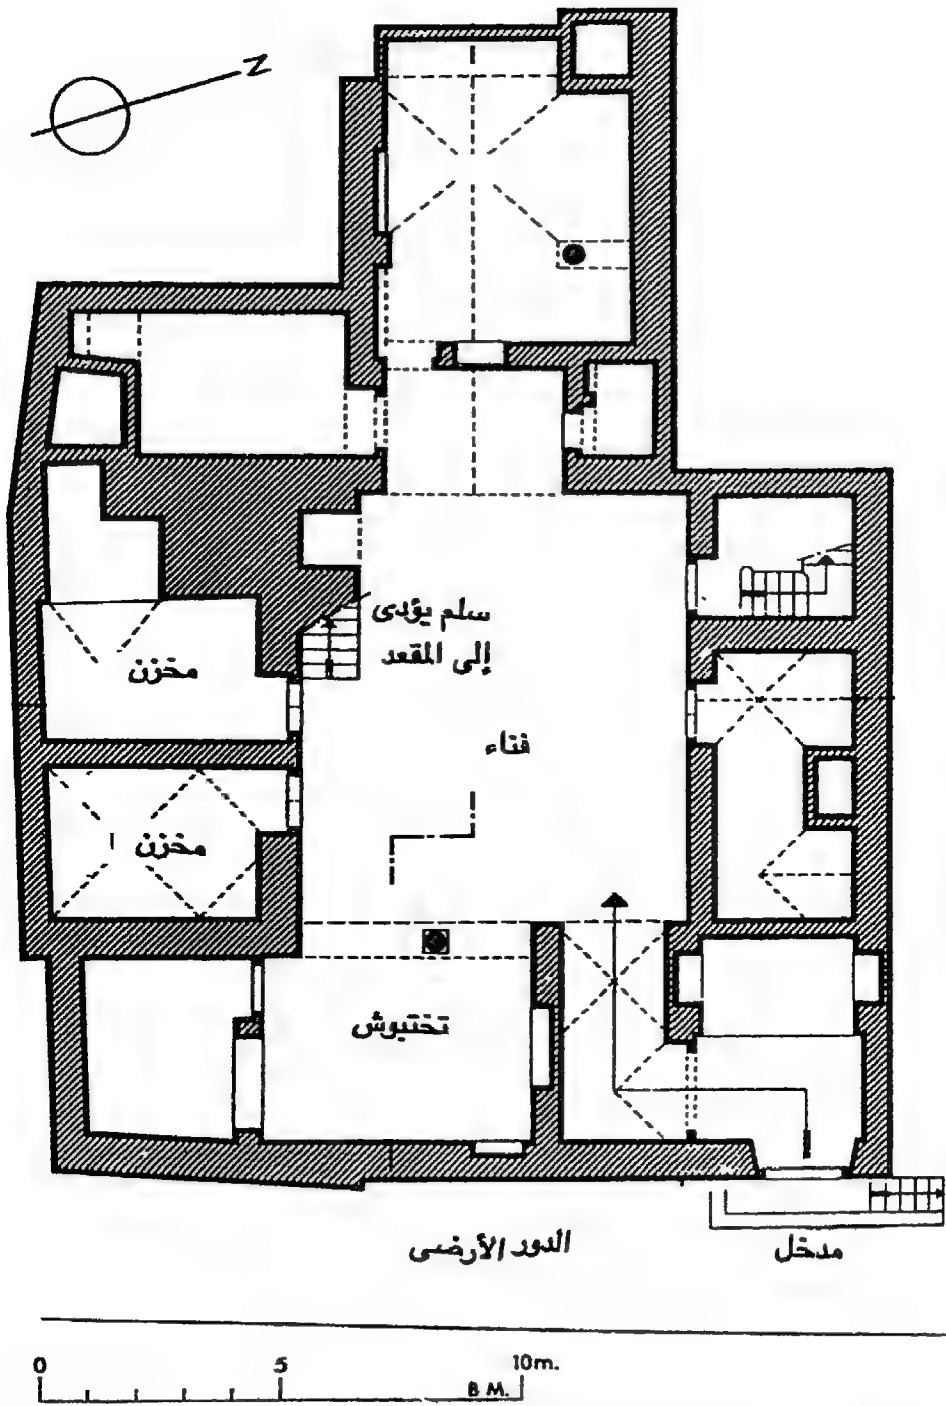 N
سلم يؤدى
إلى المقعد
مخزن
فناء
مخزن
تختبوش
الدور الأرضى
مدخل
0 5 10m.
B M.